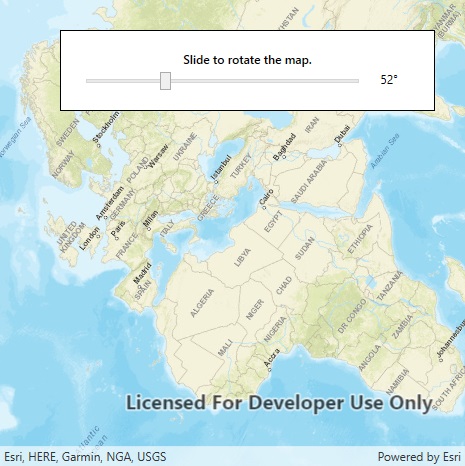 Slide to rotate the map.
52°
Norwegian Sea
SWEDEN
NORWAY
Stockholm
POLAND
Warsaw
UKRAINE
Istanbul
TURKEY
Baghdad
IRAN
Dubai
Arabian Sea
SAUDI ARABIA
Amsterdam
GERMANY
UNITED
KINGDOM
London
Paris
FRANCE
Milan
ITALY
GREECE
Cairo
EGYPT
Madrid
SPAIN
ALGERIA
LIBYA
SUDAN
ETHIOPIA
CHAD
NIGER
MALI
NIGERIA
Accra
DR CONGO
TANZANIA
ZAMBIA
ANGOLA
NAMIBIA
Johannesbu
SOUTH AFRICA
Licensed For Developer Use Only
Esri, HERE, Garmin, NGA, USGS
Powered by Esri